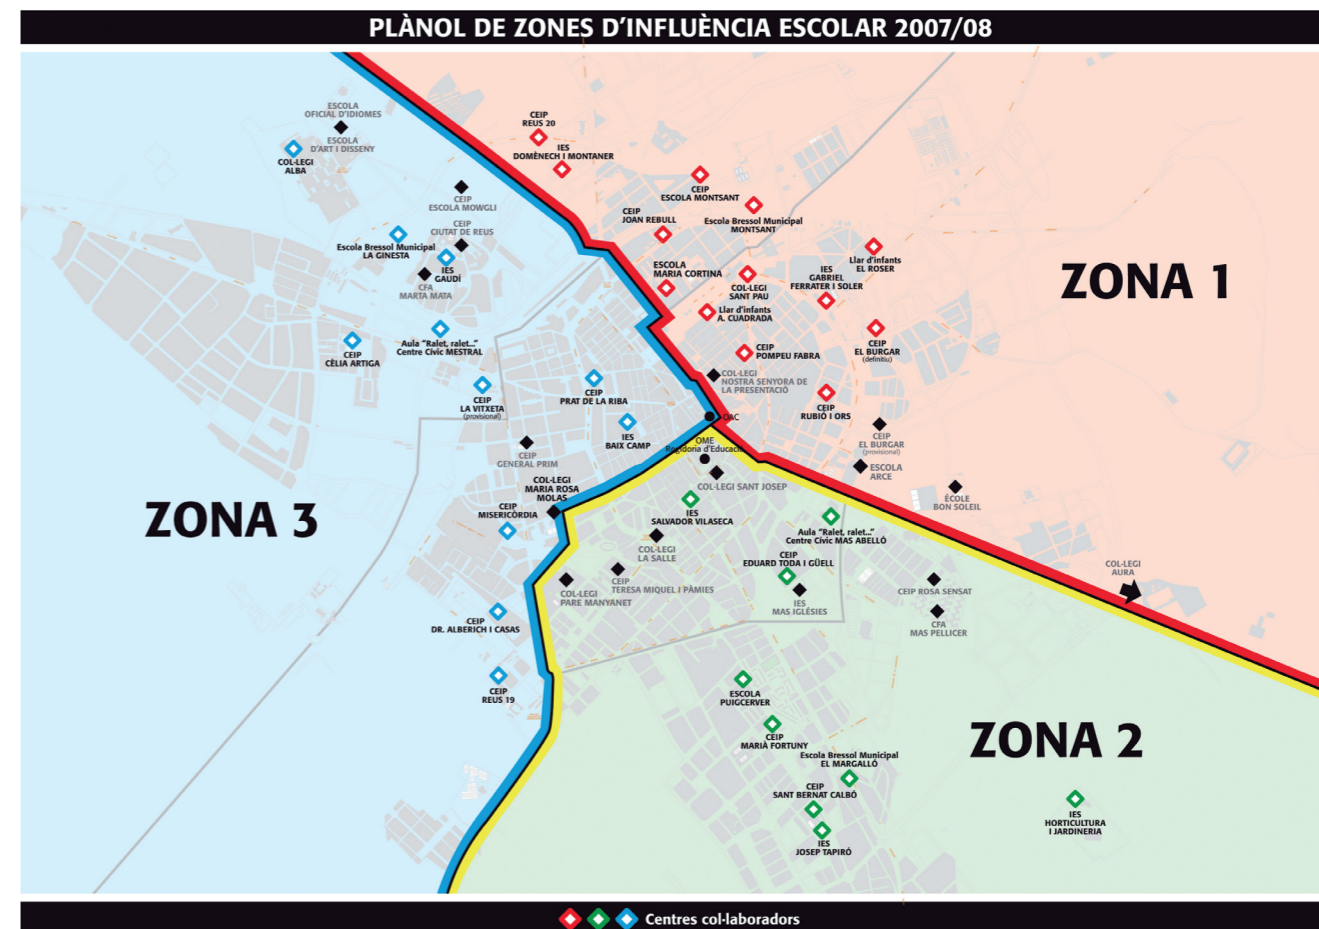 PLÀNOL DE ZONES D'INFLUÈNCIA ESCOLAR 2007/08
ESCOLA
OFICIAL D'IDIOMES
ESCOLA
D'ART I DISSENY
COL·LEGI
ALBA
CEIP
ESCOLA MOWGLI
CEIP
CIUTAT DE REUS
Escola Bressol Municipal
LA GINESTA
IES
GAUDÍ
CFA
MARTA MATA
Aula "Ralet, ralet..."
Centre Cívic MESTRAL
CEIP
CÈLIA ARTIGA
CEIP
LA VITXETA
(provisional)
CEIP
PRAT DE LA RIBA
IES
BAIX CAMP
CEIP
GENERAL PRIM
COL·LEGI
MARIA ROSA
MOLAS
CEIP
MISERICÒRDIA
ZONA 3
CEIP
DR. ALBERICH I CASAS
CEIP
REUS 19
CEIP
REUS 20
IES
DOMÈNECH I MONTANER
CEIP
ESCOLA MONTSANT
CEIP
JOAN REBULL
Escola Bressol Municipal
MONTSANT
ESCOLA
MARIA CORTINA
COL·LEGI
SANT PAU
IES
GABRIEL
FERRATER I SOLER
Llar d'infants
EL ROSER
ZONA 1
Llar d'infants
A. CUADRADA
CEIP
POMPEU FABRA
CEIP
EL BURGAR
(definitiu)
COL·LEGI
NOSTRA SENYORA DE
LA PRESENTACIÓ
CEIP
RUBIÓ I ORS
OAC
CEIP
EL BURGAR
(provisional)
ESCOLA
ARCE
ÉCOLE
BON SOLEIL
COL·LEGI
AURA
OME
Regidoria d'Educació
COL·LEGI SANT JOSEP
IES
SALVADOR VILASECA
Aula "Ralet, ralet..."
Centre Cívic MAS ABELLÓ
COL·LEGI
LA SALLE
CEIP
TERESA MIQUEL I PÀMIES
COL·LEGI
PARE MANYANET
CEIP
EDUARD TODA I GÜELL
IES
MAS IGLÉSIES
CEIP ROSA SENSAT
CFA
MAS PELLICER
ESCOLA
PUIGCERVER
CEIP
MARIÀ FORTUNY
Escola Bressol Municipal
EL MARGALLÓ
CEIP
SANT BERNAT CALBÓ
IES
JOSEP TAPIRÓ
ZONA 2
IES
HORTICULTURA
I JARDINERIA
Centres col·laboradors